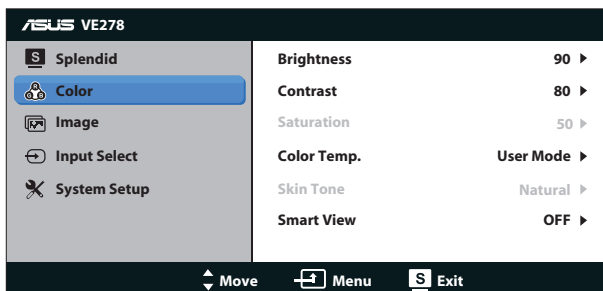 ASUS VE278
S Splendid
Color
Image
Input Select
System Setup
Brightness 90
Contrast 80
Saturation 50
Color Temp. User Mode
Skin Tone Natural
Smart View OFF
Move Menu S Exit